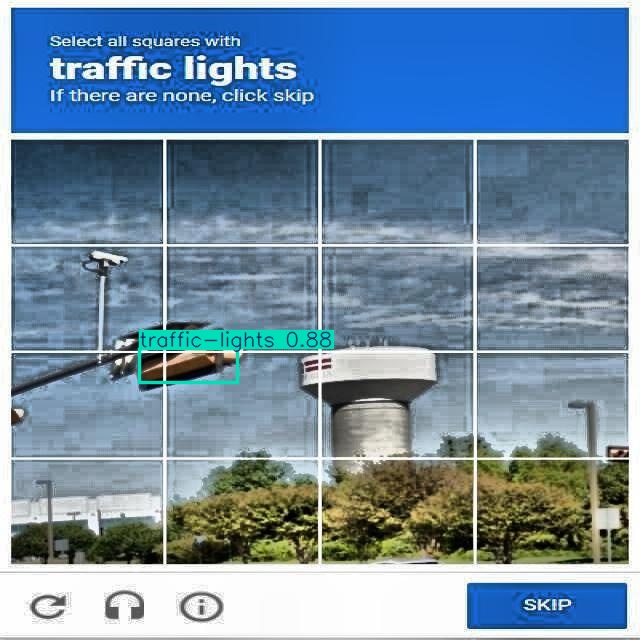 Select all squares with
traffic lights
If there are none, click skip
traffic-lights 0.88
SKIP